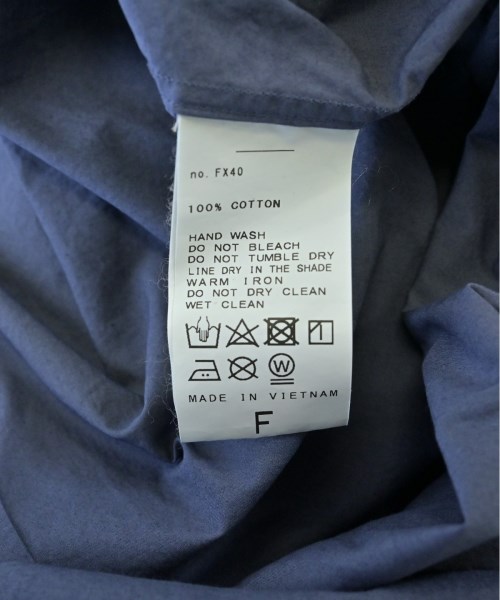 no. FX40
100% COTTON
HAND WASH
DO NOT BLEACH
DO NOT TUMBLE DRY
LINE DRY IN THE SHADE
WARM IRON
DO NOT DRY CLEAN
WET CLEAN
W
MADE IN VIETNAM
F